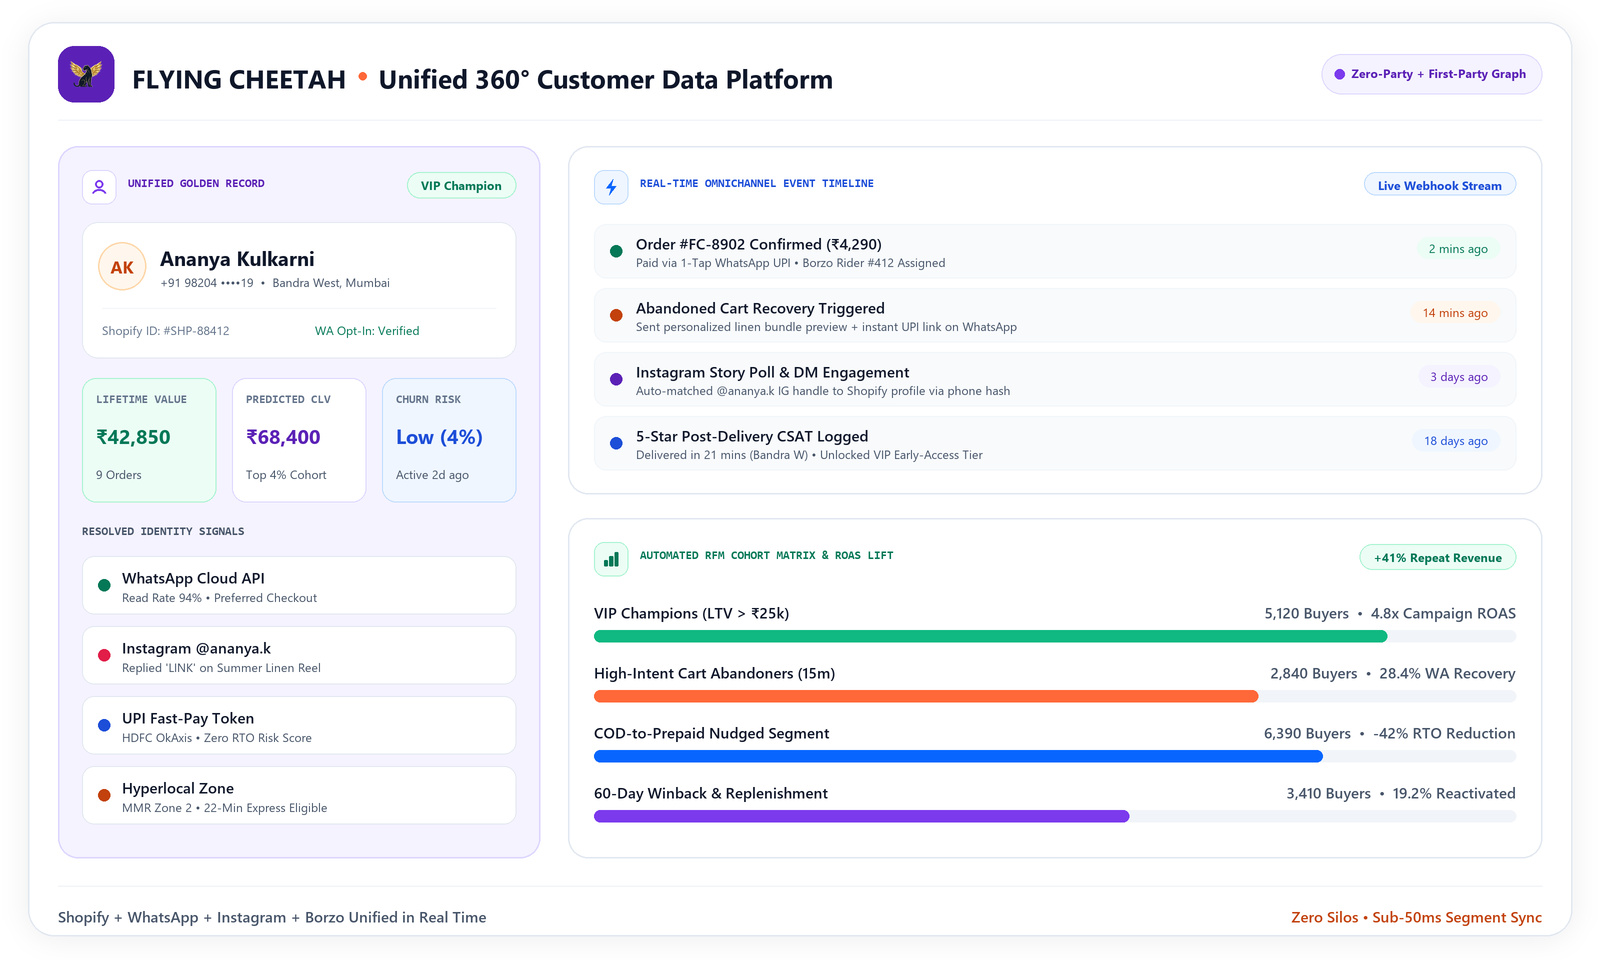 FLYING CHEETAH • Unified 360° Customer Data Platform
Zero-Party + First-Party Graph
UNIFIED GOLDEN RECORD
VIP Champion
AK
Ananya Kulkarni
+91 98204 ••••19 • Bandra West, Mumbai
Shopify ID: #SHP-88412
WA Opt-In: Verified
LIFETIME VALUE
₹42,850
9 Orders
PREDICTED CLV
₹68,400
Top 4% Cohort
CHURN RISK
Low (4%)
Active 2d ago
RESOLVED IDENTITY SIGNALS
WhatsApp Cloud API
Read Rate 94% • Preferred Checkout
Instagram @ananya.k
Replied 'LINK' on Summer Linen Reel
UPI Fast-Pay Token
HDFC OkAxis • Zero RTO Risk Score
Hyperlocal Zone
MMR Zone 2 • 22-Min Express Eligible
REAL-TIME OMNICHANNEL EVENT TIMELINE
Live Webhook Stream
Order #FC-8902 Confirmed (₹4,290)
Paid via 1-Tap WhatsApp UPI • Borzo Rider #412 Assigned
2 mins ago
Abandoned Cart Recovery Triggered
Sent personalized linen bundle preview + instant UPI link on WhatsApp
14 mins ago
Instagram Story Poll & DM Engagement
Auto-matched @ananya.k IG handle to Shopify profile via phone hash
3 days ago
5-Star Post-Delivery CSAT Logged
Delivered in 21 mins (Bandra W) • Unlocked VIP Early-Access Tier
18 days ago
AUTOMATED RFM COHORT MATRIX & ROAS LIFT
+41% Repeat Revenue
VIP Champions (LTV > ₹25k)
5,120 Buyers • 4.8x Campaign ROAS
High-Intent Cart Abandoners (15m)
2,840 Buyers • 28.4% WA Recovery
COD-to-Prepaid Nudged Segment
6,390 Buyers • -42% RTO Reduction
60-Day Winback & Replenishment
3,410 Buyers • 19.2% Reactivated
Shopify + WhatsApp + Instagram + Borzo Unified in Real Time
Zero Silos • Sub-50ms Segment Sync